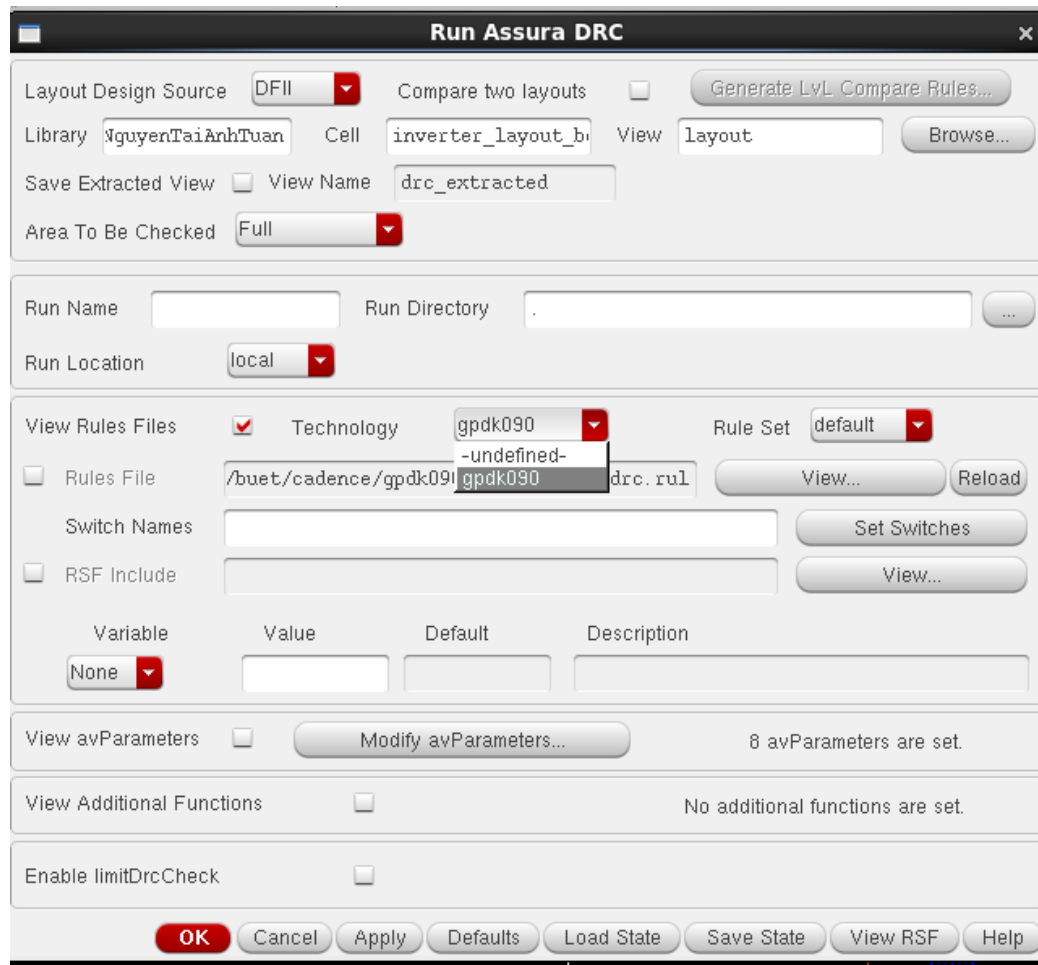 Run Assura DRC
Layout Design Source DFII Compare two layouts Generate LvL Compare Rules...
Library NguyenTaiAnhTuan Cell inverter_layout_b View layout Browse...
Save Extracted View View Name drc_extracted
Area To Be Checked Full
Run Name Run Directory . ...
Run Location local
View Rules Files Technology gpdk090 Rule Set default
-undefined-
Rules File /buet/cadence/gpdk09 gpdk090 drc.rul View... Reload
Switch Names Set Switches
RSF Include View...
Variable Value Default Description
None
View avParameters Modify avParameters... 8 avParameters are set.
View Additional Functions No additional functions are set.
Enable limitDrcCheck
OK Cancel Apply Defaults Load State Save State View RSF Help